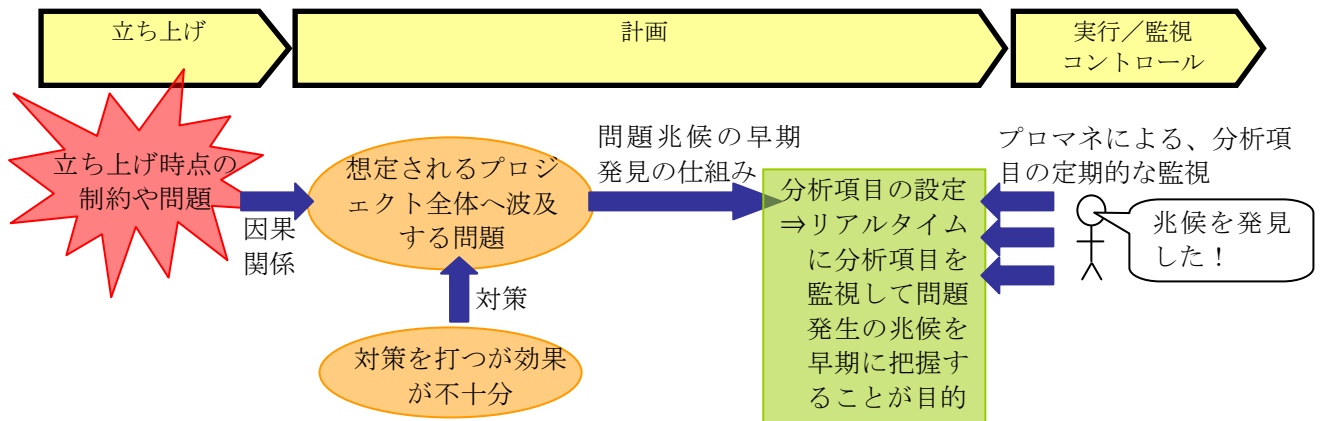 立ち上げ
計画
実行／監視
コントロール
立ち上げ時点の
制約や問題
因果
関係
想定されるプロジ
ェクト全体へ波及
する問題
対策
対策を打つが効果
が不十分
問題兆候の早期
発見の仕組み
分析項目の設定
⇒リアルタイム
に分析項目を
監視して問題
発生の兆候を
早期に把握す
ることが目的
プロマネによる、分析項
目の定期的な監視
兆候を発見
した！